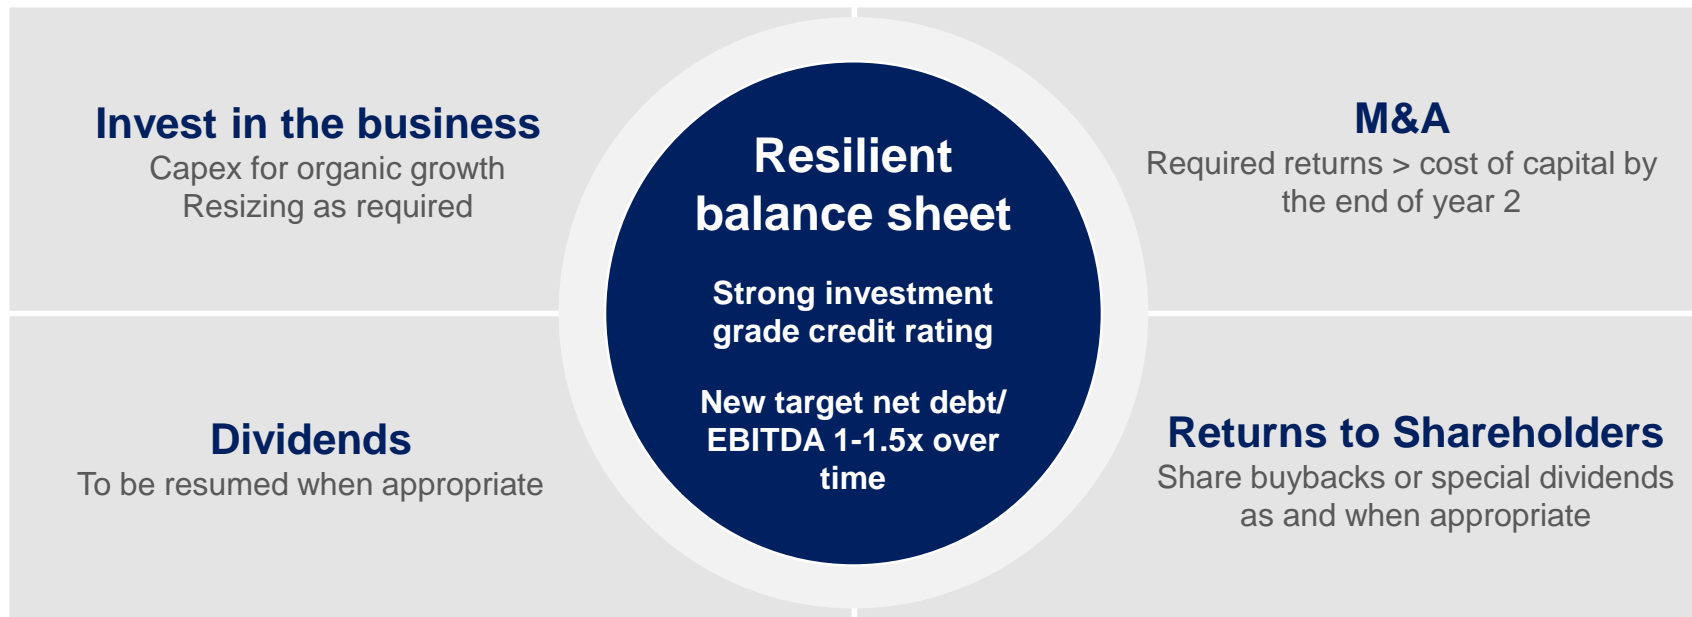 Invest in the business
Capex for organic growth
Resizing as required
M&A
Required returns > cost of capital by
the end of year 2
Resilient
balance sheet
Strong investment
grade credit rating
New target net debt/
EBITDA 1-1.5x over
time
Dividends
To be resumed when appropriate
Returns to Shareholders
Share buybacks or special dividends
as and when appropriate